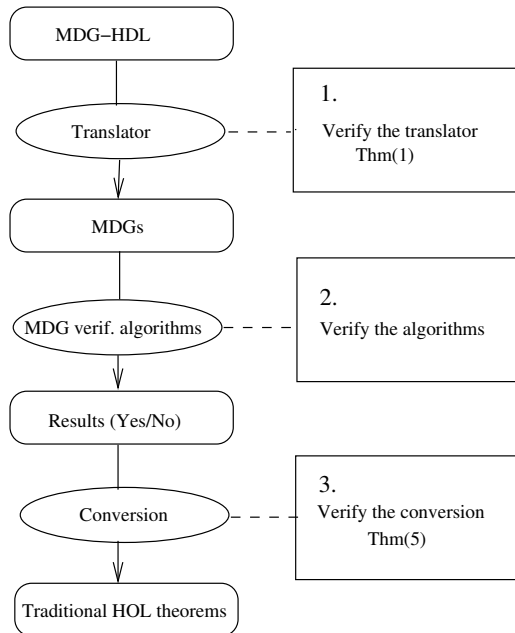 MDG−HDL
1.
Translator
Verify the translator
Thm(1)
MDGs
2.
MDG verif. algorithms
Verify the algorithms
Results (Yes/No)
3.
Conversion
Verify the conversion
Thm(5)
Traditional HOL theorems